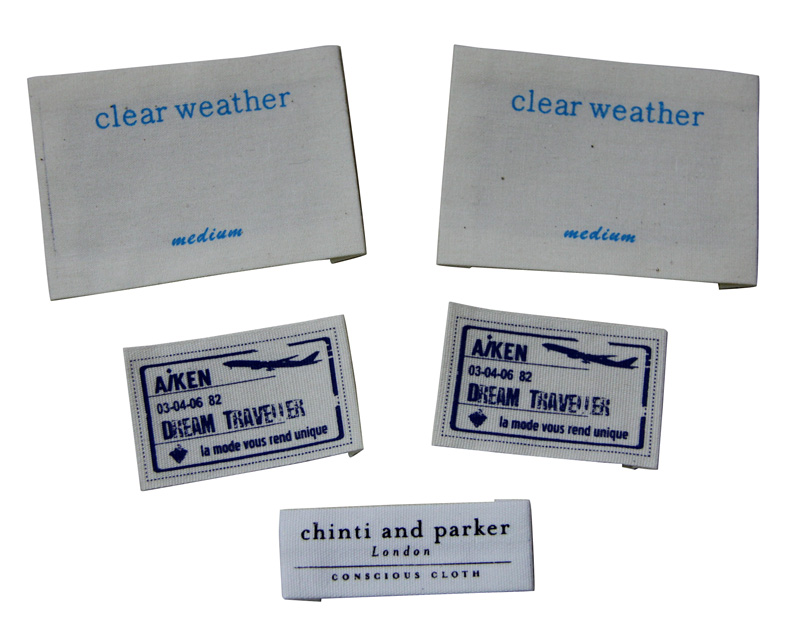 clear weather
medium
clear weather
medium
AiKEN
03-04-06 82
DREAM TRAVELLER
la mode vous rend unique
AiKEN
03-04-06 82
DREAM TRAVELLER
la mode vous rend unique
chinti and parker
London
CONSCIOUS CLOTH